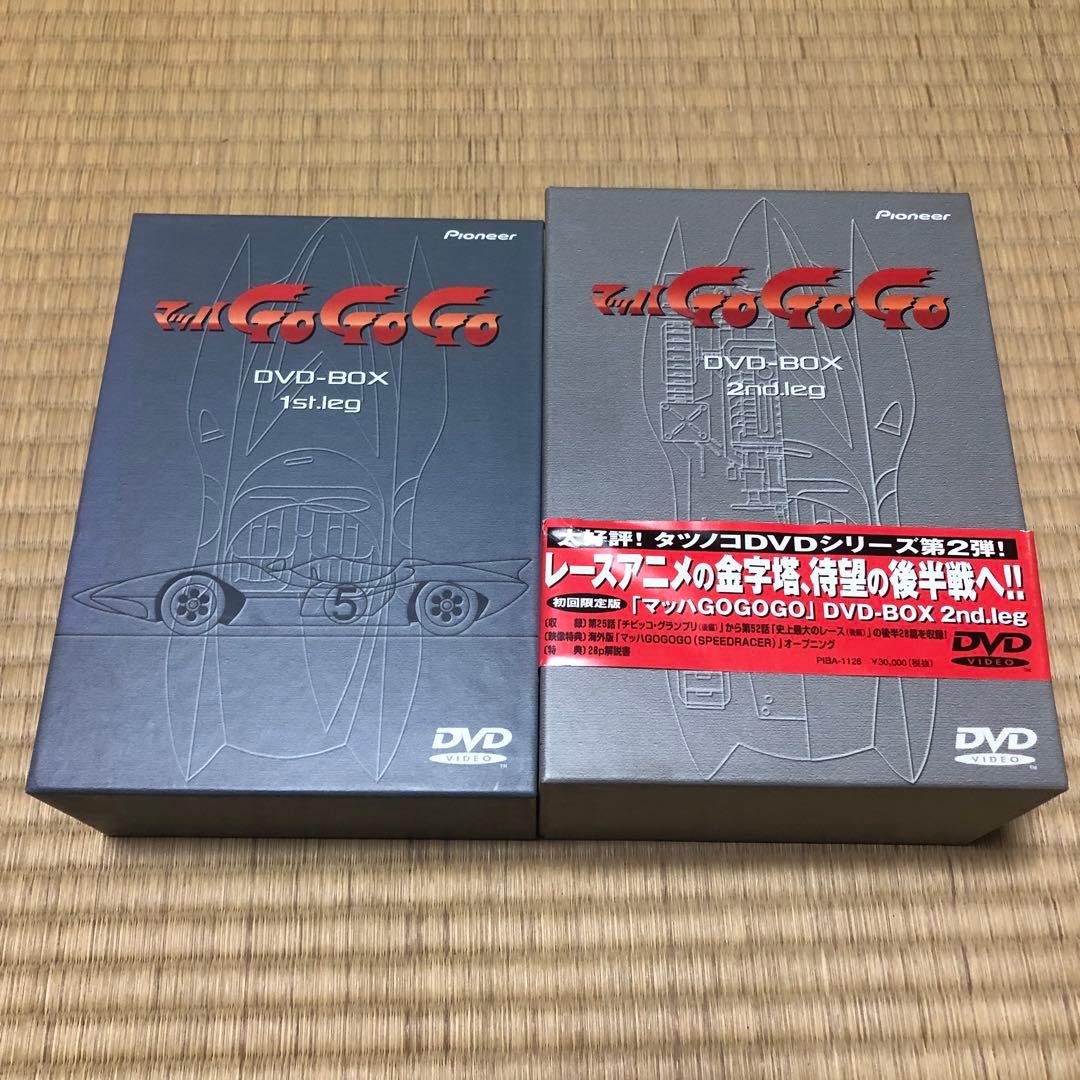 Pioneer
マッハGoGoGo
DVD-BOX
1st.leg
5
DVD
VIDEO
TM
Pioneer
マッハGoGoGo
DVD-BOX
2nd.leg
大好評！タツノコDVDシリーズ第2弾！
レースアニメの金字塔、待望の後半戦へ!!
初回限定版「マッハGOGOGO」DVD-BOX 2nd.leg
[収　録]第25話「チビッコ・グランプリ(後編)」から第52話「史上最大のレース(後編)」の後半28篇を収録!
[映像特典]海外版「マッハGOGOGO(SPEEDRACER)」オープニング
[特　典]28p解説書
PIBA-1126　¥30,000[税抜]
DVD
VIDEO
TM
DVD
VIDEO
TM